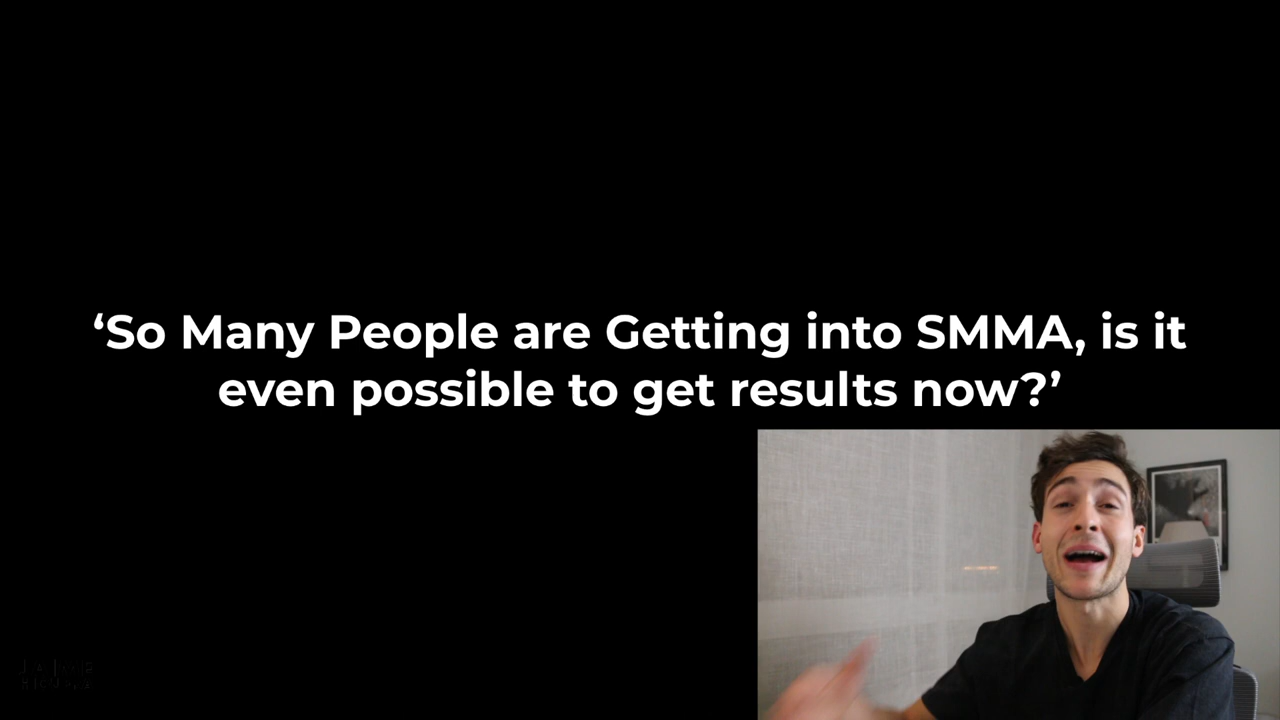 ‘So Many People are Getting into SMMA, is it
even possible to get results now?’